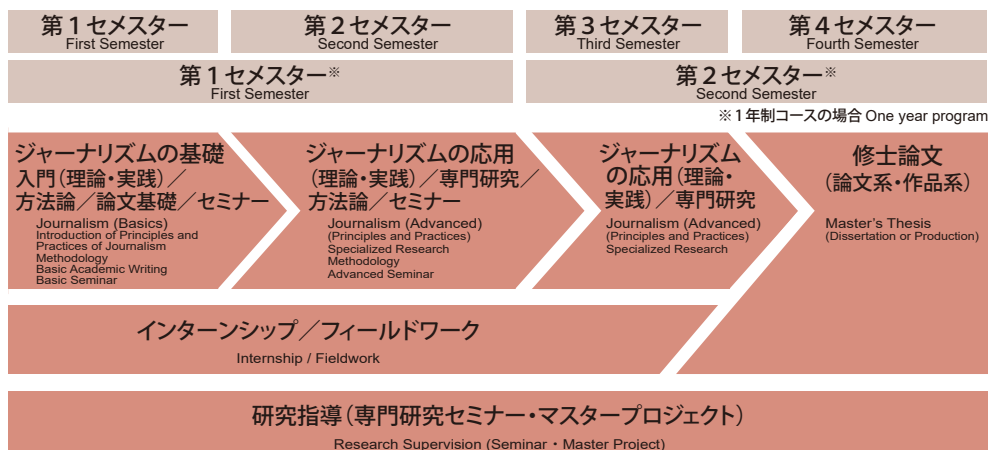 第１セメスター
First Semester
第２セメスター
Second Semester
第３セメスター
Third Semester
第４セメスター
Fourth Semester
第１セメスター※
First Semester
第２セメスター※
Second Semester
※１年制コースの場合 One year program
ジャーナリズムの基礎
入門（理論・実践）／
方法論／論文基礎／セミナー
Journalism (Basics)
Introduction of Principles and
Practices of Journalism
Methodology
Basic Academic Writing
Basic Seminar
ジャーナリズムの応用
（理論・実践）／専門研究／
方法論／セミナー
Journalism (Advanced)
(Principles and Practices)
Specialized Research
Methodology
Advanced Seminar
ジャーナリズム
の応用（理論・
実践）／専門研究
Journalism (Advanced)
(Principles and Practices)
Specialized Research
修士論文
（論文系・作品系）
Master's Thesis
(Dissertation or Production)
インターンシップ／フィールドワーク
Internship / Fieldwork
研究指導（専門研究セミナー・マスタープロジェクト）
Research Supervision (Seminar・Master Project)